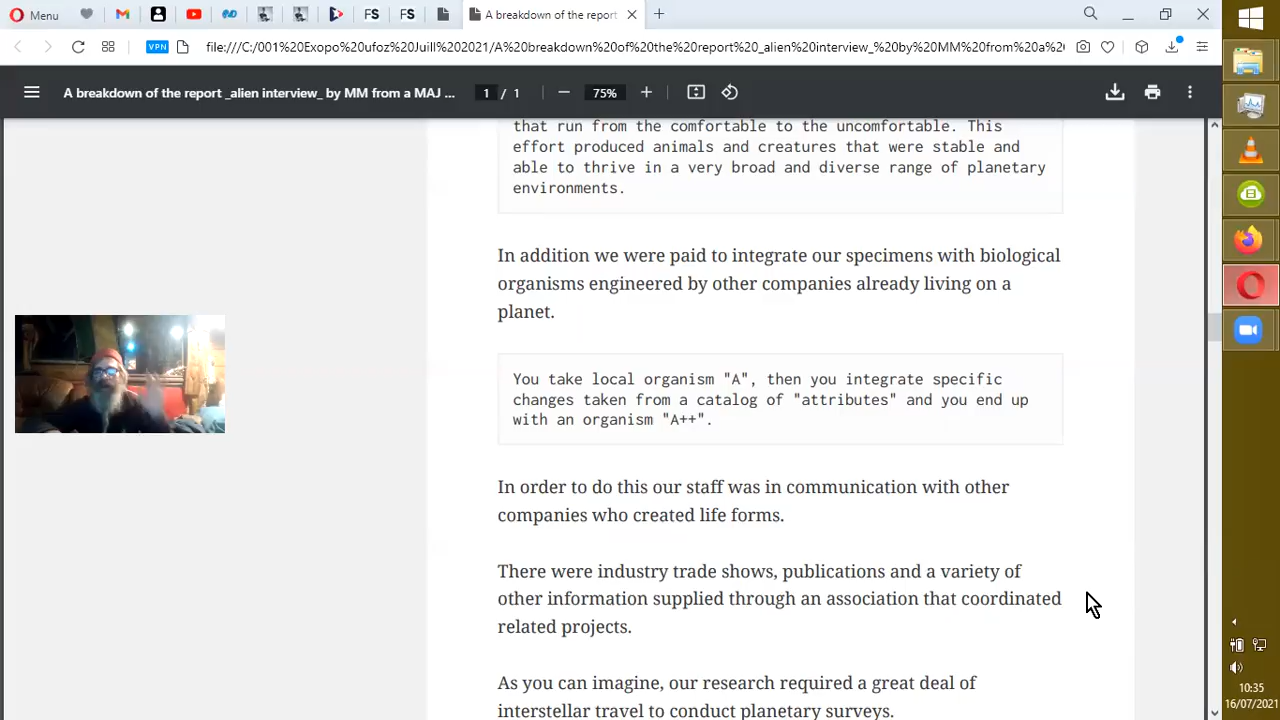 Menu
FS
FS
A breakdown of the report
VPN
file:///C:/001%20Exopo%20ufoz%20Juill%202021/A%20breakdown%20of%20the%20report%20_alien%20interview_%20by%20MM%20from%20a%2
A breakdown of the report _alien interview_ by MM from a MAJ ...
1 / 1
75%
that run from the comfortable to the uncomfortable. This
effort produced animals and creatures that were stable and
able to thrive in a very broad and diverse range of planetary
environments.
In addition we were paid to integrate our specimens with biological
organisms engineered by other companies already living on a
planet.
You take local organism "A", then you integrate specific
changes taken from a catalog of "attributes" and you end up
with an organism "A++".
In order to do this our staff was in communication with other
companies who created life forms.
There were industry trade shows, publications and a variety of
other information supplied through an association that coordinated
related projects.
As you can imagine, our research required a great deal of
interstellar travel to conduct planetary surveys.
10:35
16/07/2021